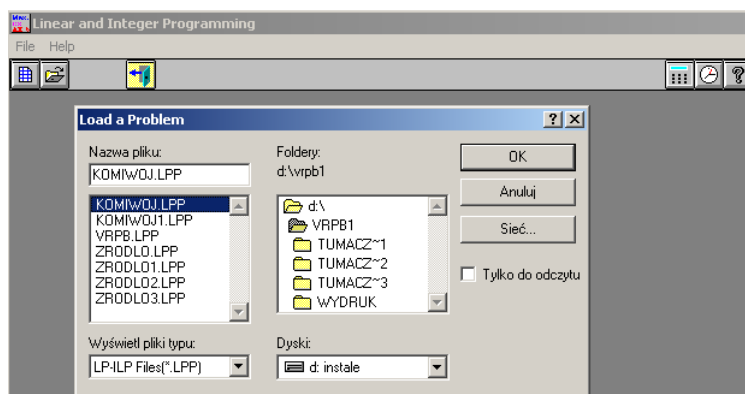 Linear and Integer Programming
File Help
Load a Problem
Nazwa pliku:
KOMIWOJ.LPP
KOMIWOJ.LPP
KOMIWOJ1.LPP
VRPB.LPP
ZRODLO.LPP
ZRODLO1.LPP
ZRODLO2.LPP
ZRODLO3.LPP
Wyświetl pliki typu:
LP-ILP Files(*.LPP)
Foldery:
d:\vrpb1
d:\
VRPB1
TUMACZ~1
TUMACZ~2
TUMACZ~3
WYDRUK
Dyski:
d: instale
OK
Anuluj
Sieć...
Tylko do odczytu